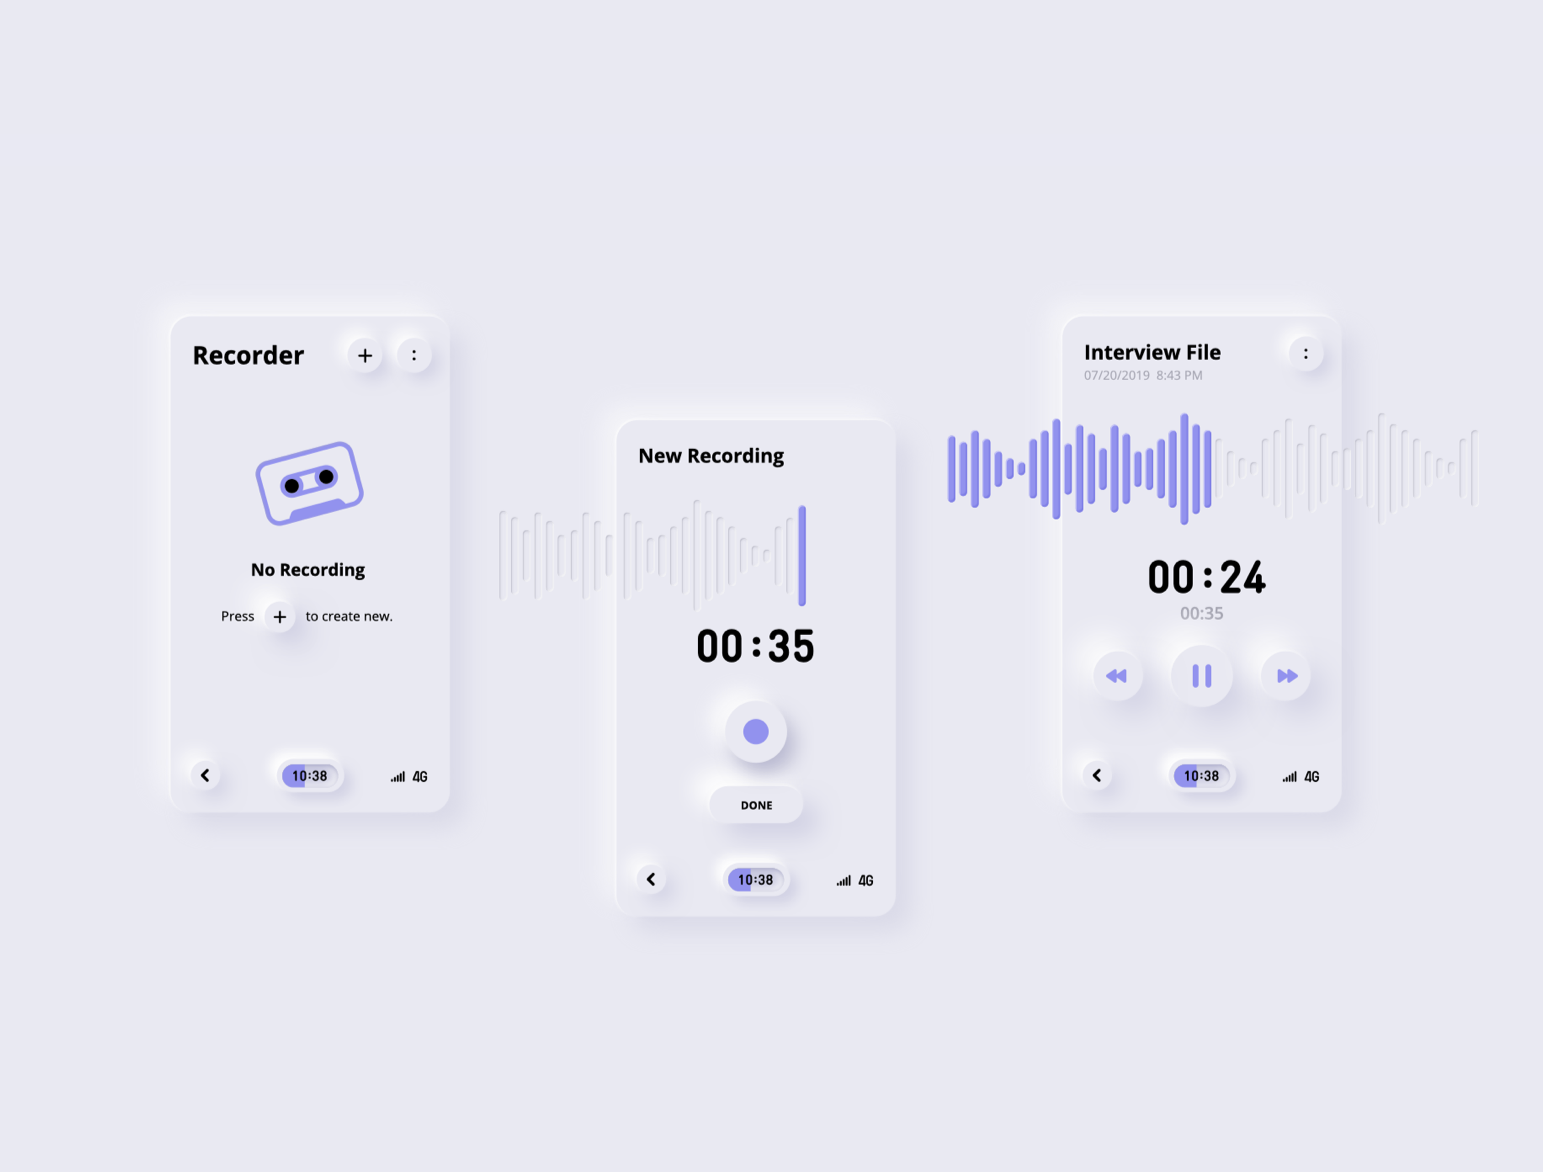 Recorder
+ :
No Recording
Press + to create new.
10:38
4G
New Recording
00:35
DONE
10:38
4G
Interview File
:
07/20/2019 8:43 PM
00:24
00:35
10:38
4G